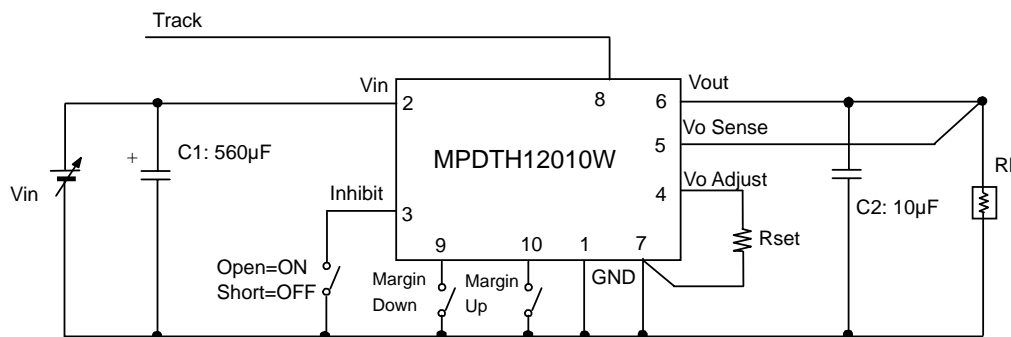 Track
Vin
2
8
6
Vout
Vo Sense
5
+
C1: 560µF
MPDTH12010W
Vin
Vo Adjust
4
Inhibit
3
C2: 10µF
Rset
9
10
1
7
Open=ON
Short=OFF
Margin
Down
Margin
Up
GND